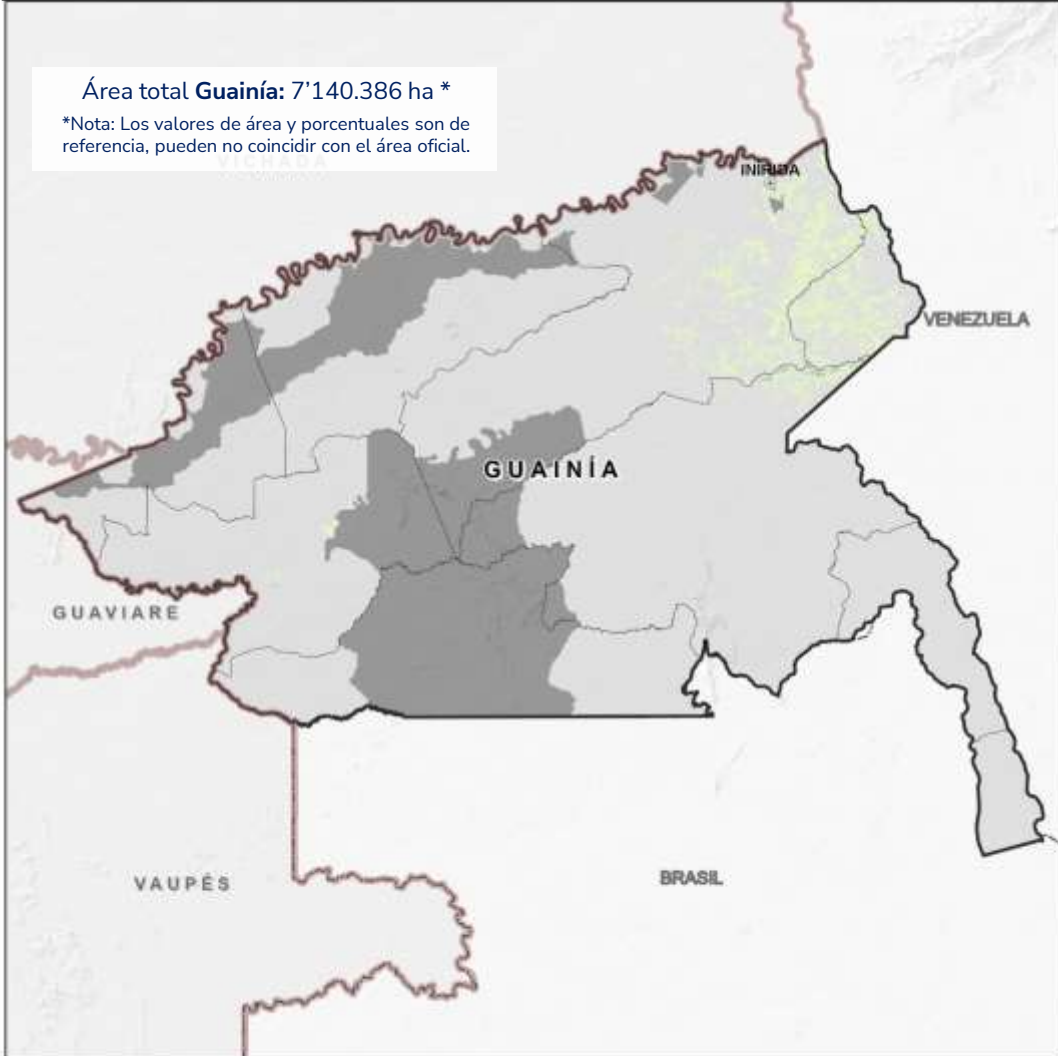 Área total Guainía: 7’140.386 ha *
*Nota: Los valores de área y porcentuales son de
referencia, pueden no coincidir con el área oficial.
VICHADA
INÍRIDA
VENEZUELA
GUAINÍA
GUAVIARE
VAUPÉS
BRASIL